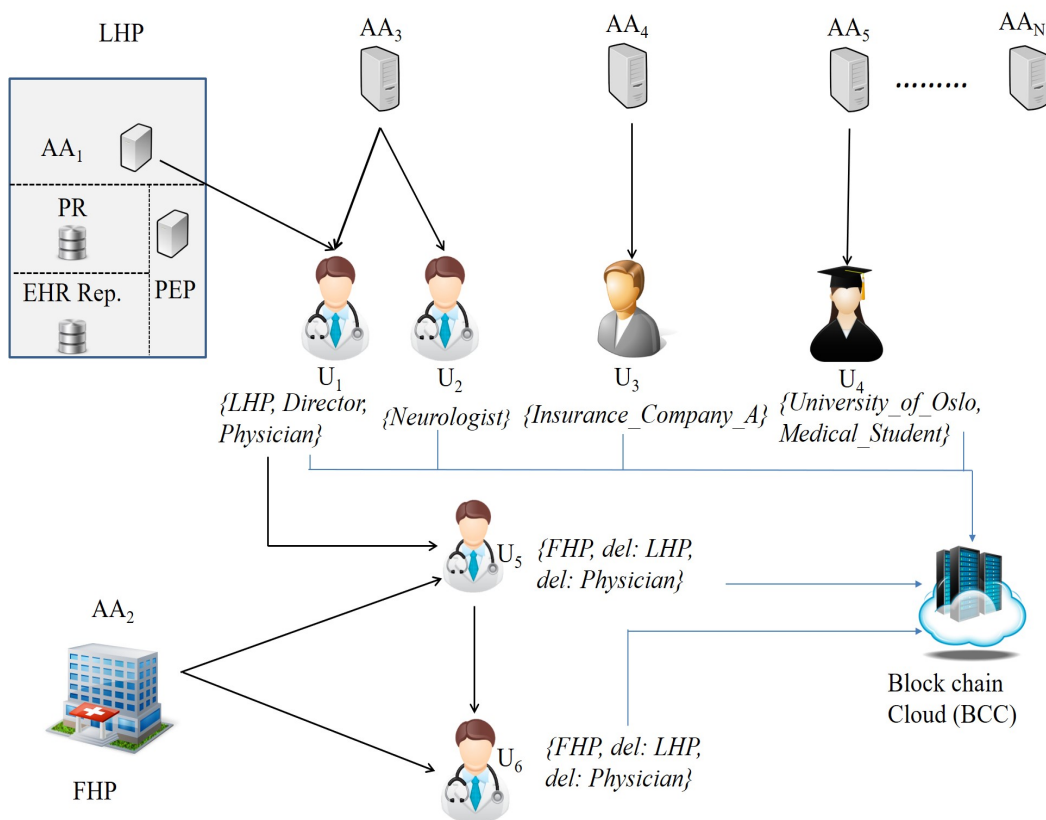 LHP
AA3
AA4
AA5
.........
AAN
AA1
PR
EHR Rep.
PEP
U1
U2
U3
U4
{LHP, Director,
Physician}
{Neurologist}
{Insurance_Company_A}
{University_of_Oslo,
Medical_Student}
U5
{FHP, del: LHP,
del: Physician}
AA2
FHP
U6
{FHP, del: LHP,
del: Physician}
Block chain
Cloud (BCC)